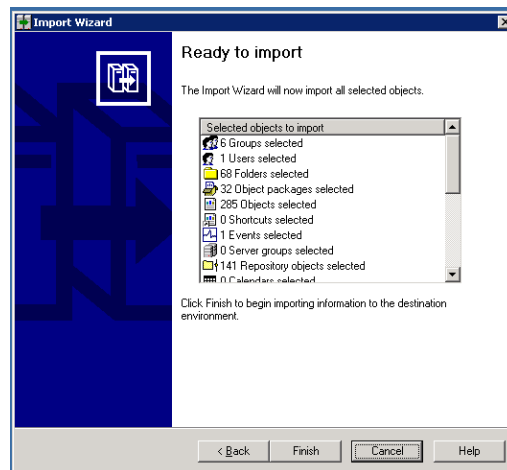 Import Wizard
Ready to import
The Import Wizard will now import all selected objects.
Selected objects to import
6 Groups selected
1 Users selected
68 Folders selected
32 Object packages selected
285 Objects selected
0 Shortcuts selected
1 Events selected
0 Server groups selected
141 Repository objects selected
0 Calendars selected
Click Finish to begin importing information to the destination
environment.
< Back
Finish
Cancel
Help